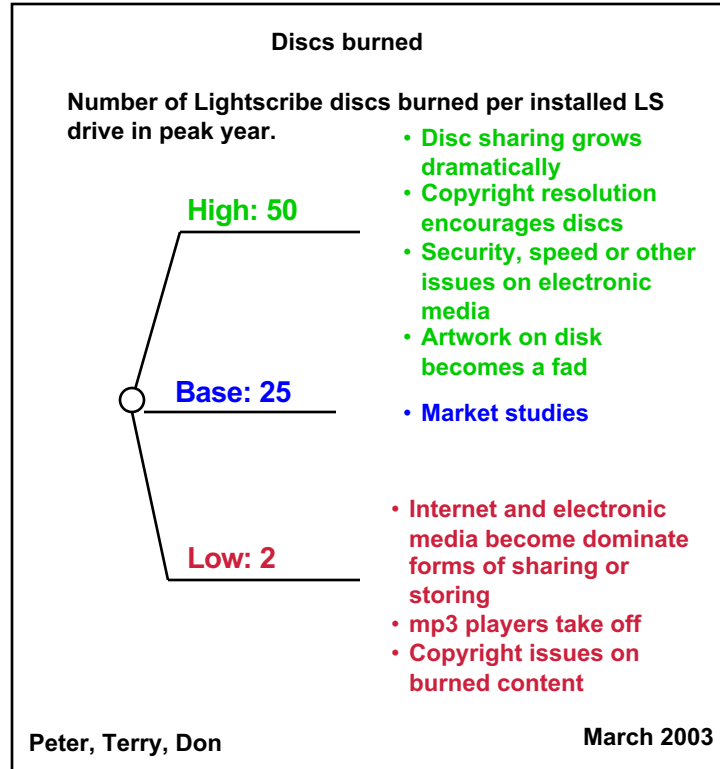 Discs burned
Number of Lightscribe discs burned per installed LS
drive in peak year.
High: 50
• Disc sharing grows
dramatically
• Copyright resolution
encourages discs
• Security, speed or other
issues on electronic
media
• Artwork on disk
becomes a fad
Base: 25
• Market studies
Low: 2
• Internet and electronic
media become dominate
forms of sharing or
storing
• mp3 players take off
• Copyright issues on
burned content
Peter, Terry, Don
March 2003